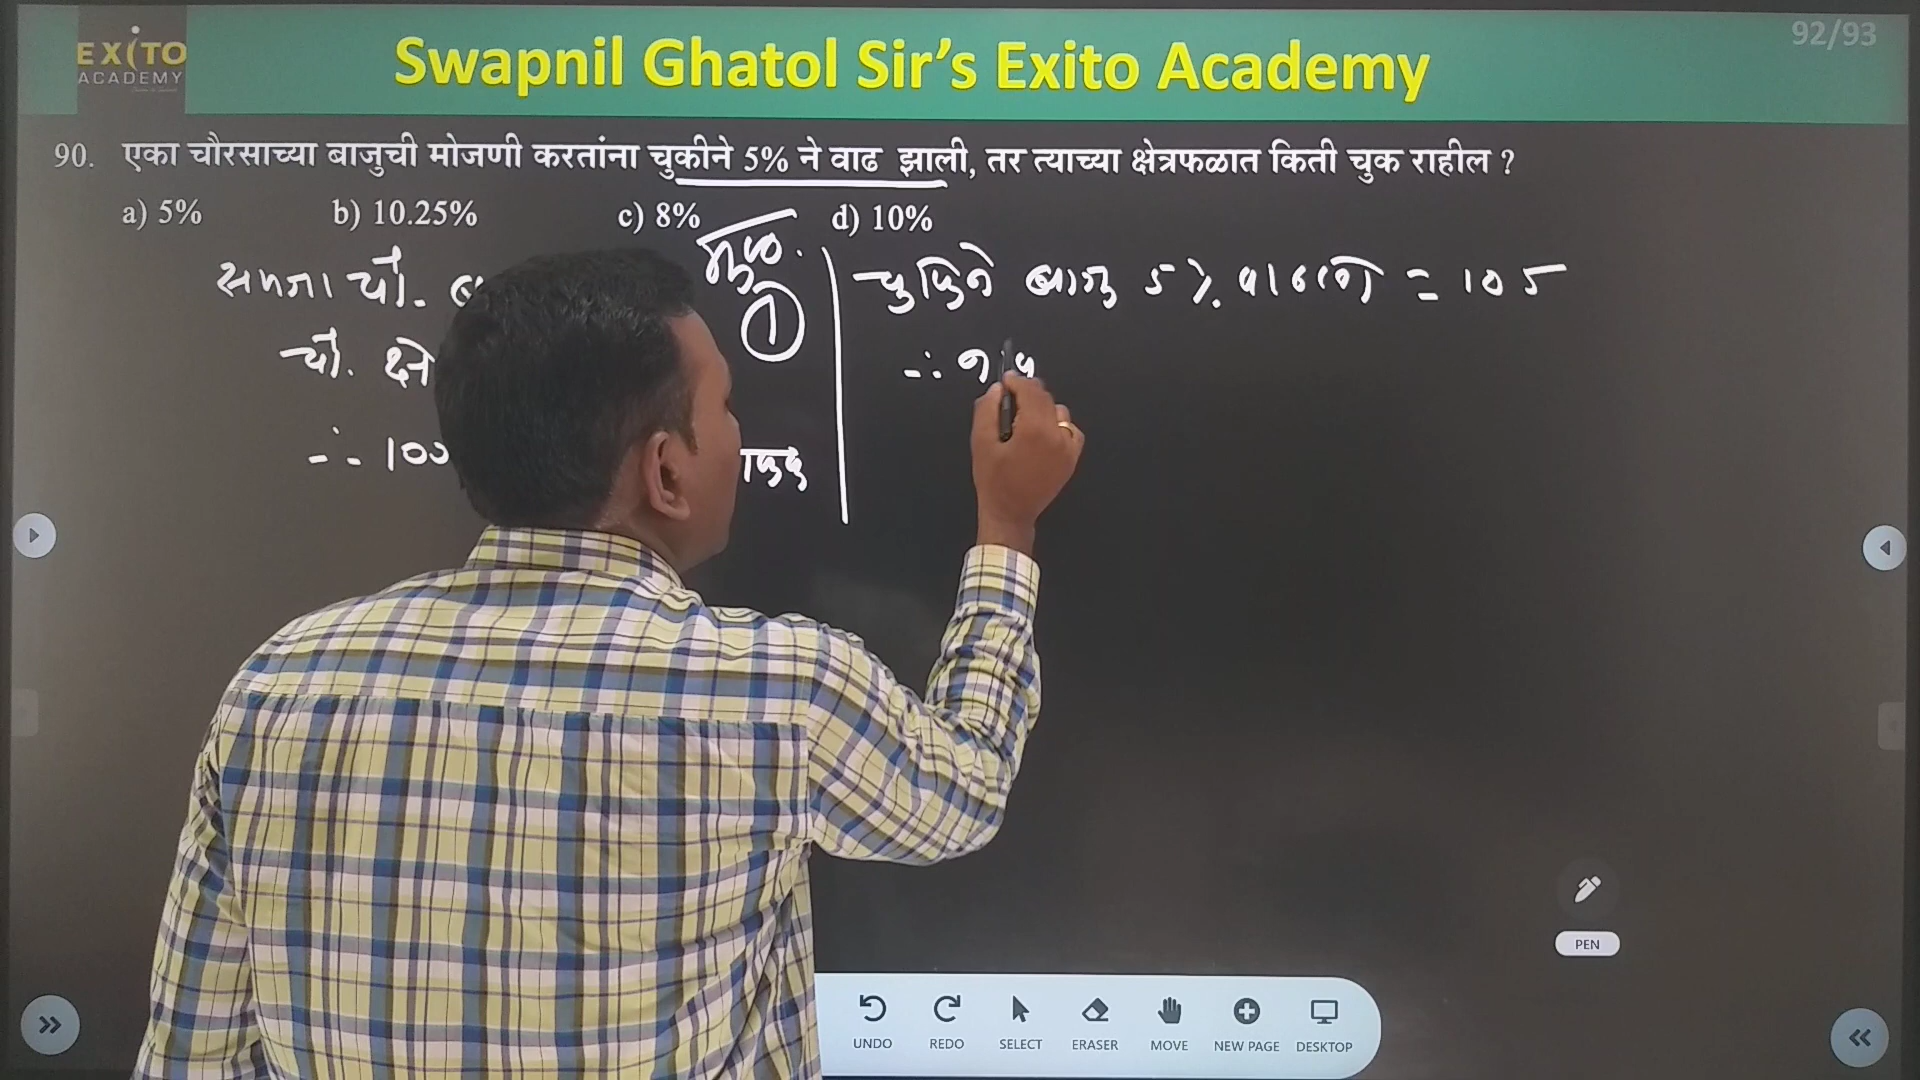 EXiTO
ACADEMY
Swapnil Ghatol Sir's Exito Academy
92/93
90. एका चौरसाच्या बाजुची मोजणी करतांना चुकीने 5% ने वाढ झाली, तर त्याच्या क्षेत्रफळात किती चुक राहील ?
a) 5% b) 10.25% c) 8% d) 10%
समजा चौ.
मुळ
1
चौ. क्षे
∴ 100
चुकिने बाजु 5% वाढली = 105
∴
PEN
UNDO REDO SELECT ERASER MOVE NEW PAGE DESKTOP